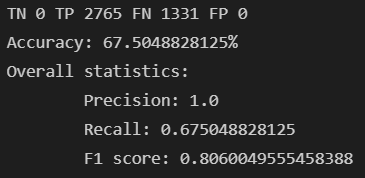 TN 0 TP 2765 FN 1331 FP 0
Accuracy: 67.5048828125%
Overall statistics:
Precision: 1.0
Recall: 0.675048828125
F1 score: 0.8060049555458388